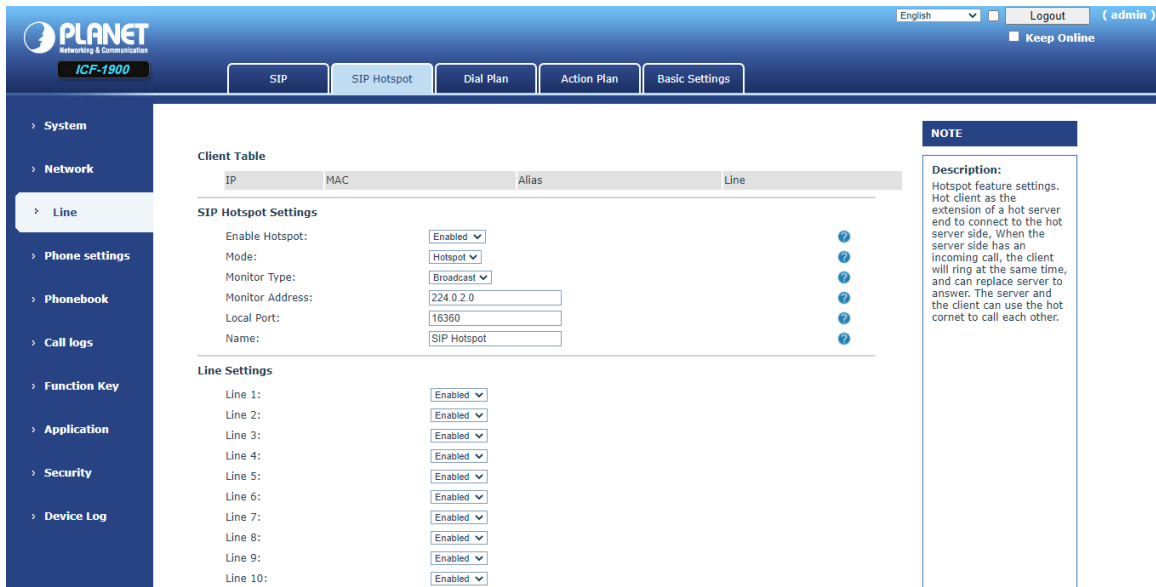 PLANET
Networking & Communication
ICF-1900
English
Logout
( admin )
Keep Online
SIP
SIP Hotspot
Dial Plan
Action Plan
Basic Settings
› System
› Network
› Line
› Phone settings
› Phonebook
› Call logs
› Function Key
› Application
› Security
› Device Log
Client Table
IP MAC Alias Line
SIP Hotspot Settings
Enable Hotspot: Enabled ?
Mode: Hotspot ?
Monitor Type: Broadcast ?
Monitor Address: 224.0.2.0 ?
Local Port: 16360 ?
Name: SIP Hotspot ?
Line Settings
Line 1: Enabled
Line 2: Enabled
Line 3: Enabled
Line 4: Enabled
Line 5: Enabled
Line 6: Enabled
Line 7: Enabled
Line 8: Enabled
Line 9: Enabled
Line 10: Enabled
NOTE
Description:
Hotspot feature settings.
Hot client as the
extension of a hot server
end to connect to the hot
server side, When the
server side has an
incoming call, the client
will ring at the same time,
and can replace server to
answer. The server and
the client can use the hot
cornet to call each other.